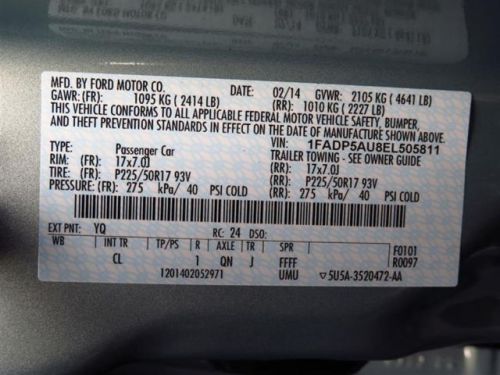 MFD. BY FORD MOTOR CO.
DATE: 02/14 GVWR: 2105 KG ( 4641 LB)
GAWR: (FR): 1095 KG ( 2414 LB) (RR): 1010 KG ( 2227 LB)
THIS VEHICLE CONFORMS TO ALL APPLICABLE FEDERAL MOTOR VEHICLE SAFETY, BUMPER,
AND THEFT PREVENTION STANDARDS IN EFFECT ON THE DATE OF MANUFACTURE SHOWN ABOVE.
VIN: 1FADP5AU8EL505811
TYPE: Passenger Car TRAILER TOWING - SEE OWNER GUIDE
RIM: (FR): 17x7.0J (RR): 17x7.0J
TIRE: (FR): P225/50R17 93V (RR): P225/50R17 93V
PRESSURE: (FR): 275 kPa/ 40 PSI COLD (RR): 275 kPa/ 40 PSI COLD
EXT PNT: YQ RC: 24 DSO:
WB INT TR TP/PS R AXLE TR SPR F0101
CL 1 QN J FFFF R0097
1201402052971 UMU 5U5A-3520472-AA